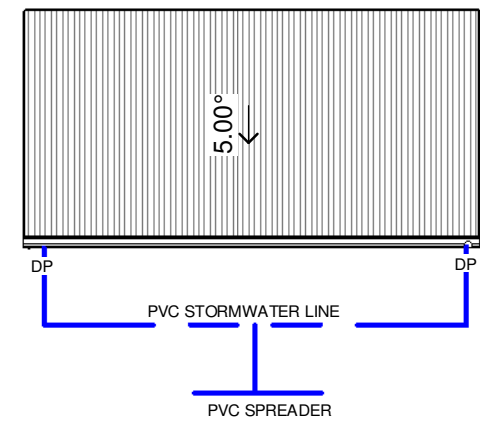 5.00°
DP
DP
PVC STORMWATER LINE
PVC SPREADER